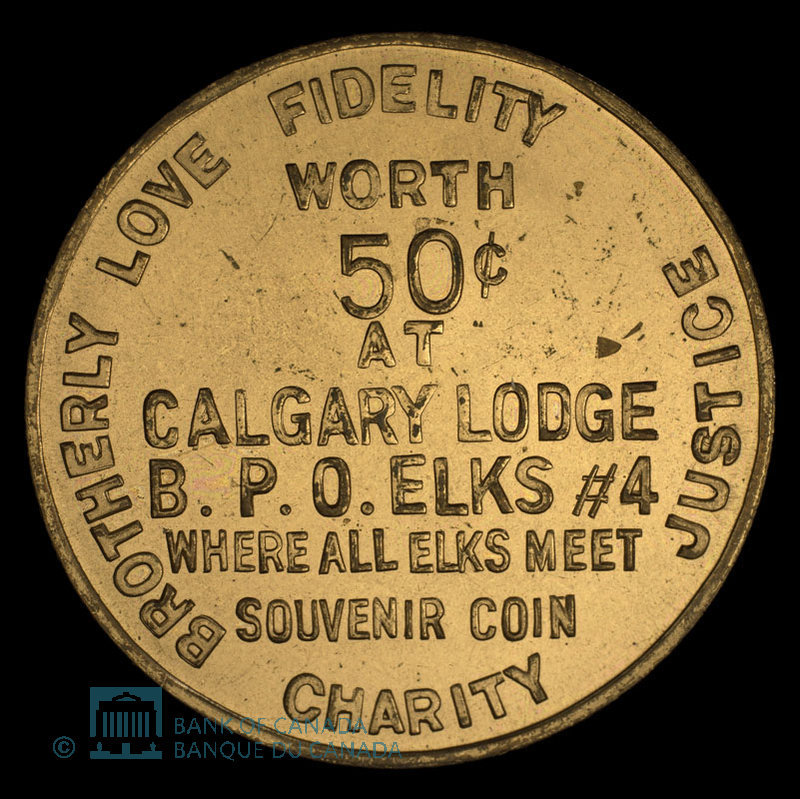 BROTHERLY LOVE FIDELITY JUSTICE
WORTH
50¢
AT
CALGARY LODGE
B. P. O. ELKS #4
WHERE ALL ELKS MEET
SOUVENIR COIN
CHARITY
© BANK OF CANADA
BANQUE DU CANADA